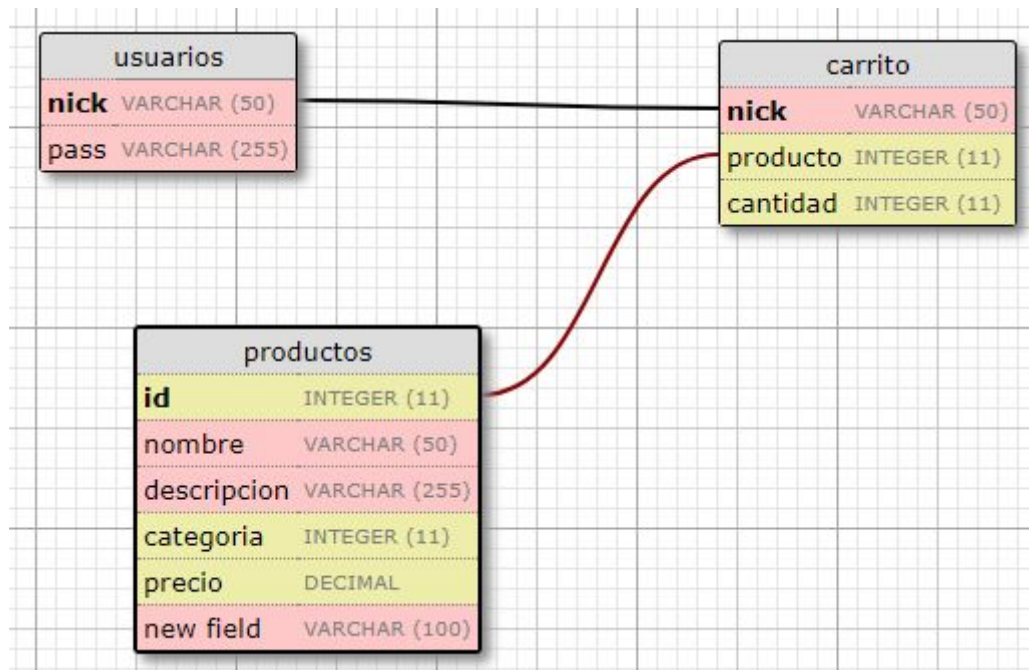 usuarios
nick VARCHAR (50)
pass VARCHAR (255)
carrito
nick VARCHAR (50)
producto INTEGER (11)
cantidad INTEGER (11)
productos
id INTEGER (11)
nombre VARCHAR (50)
descripcion VARCHAR (255)
categoria INTEGER (11)
precio DECIMAL
new field VARCHAR (100)